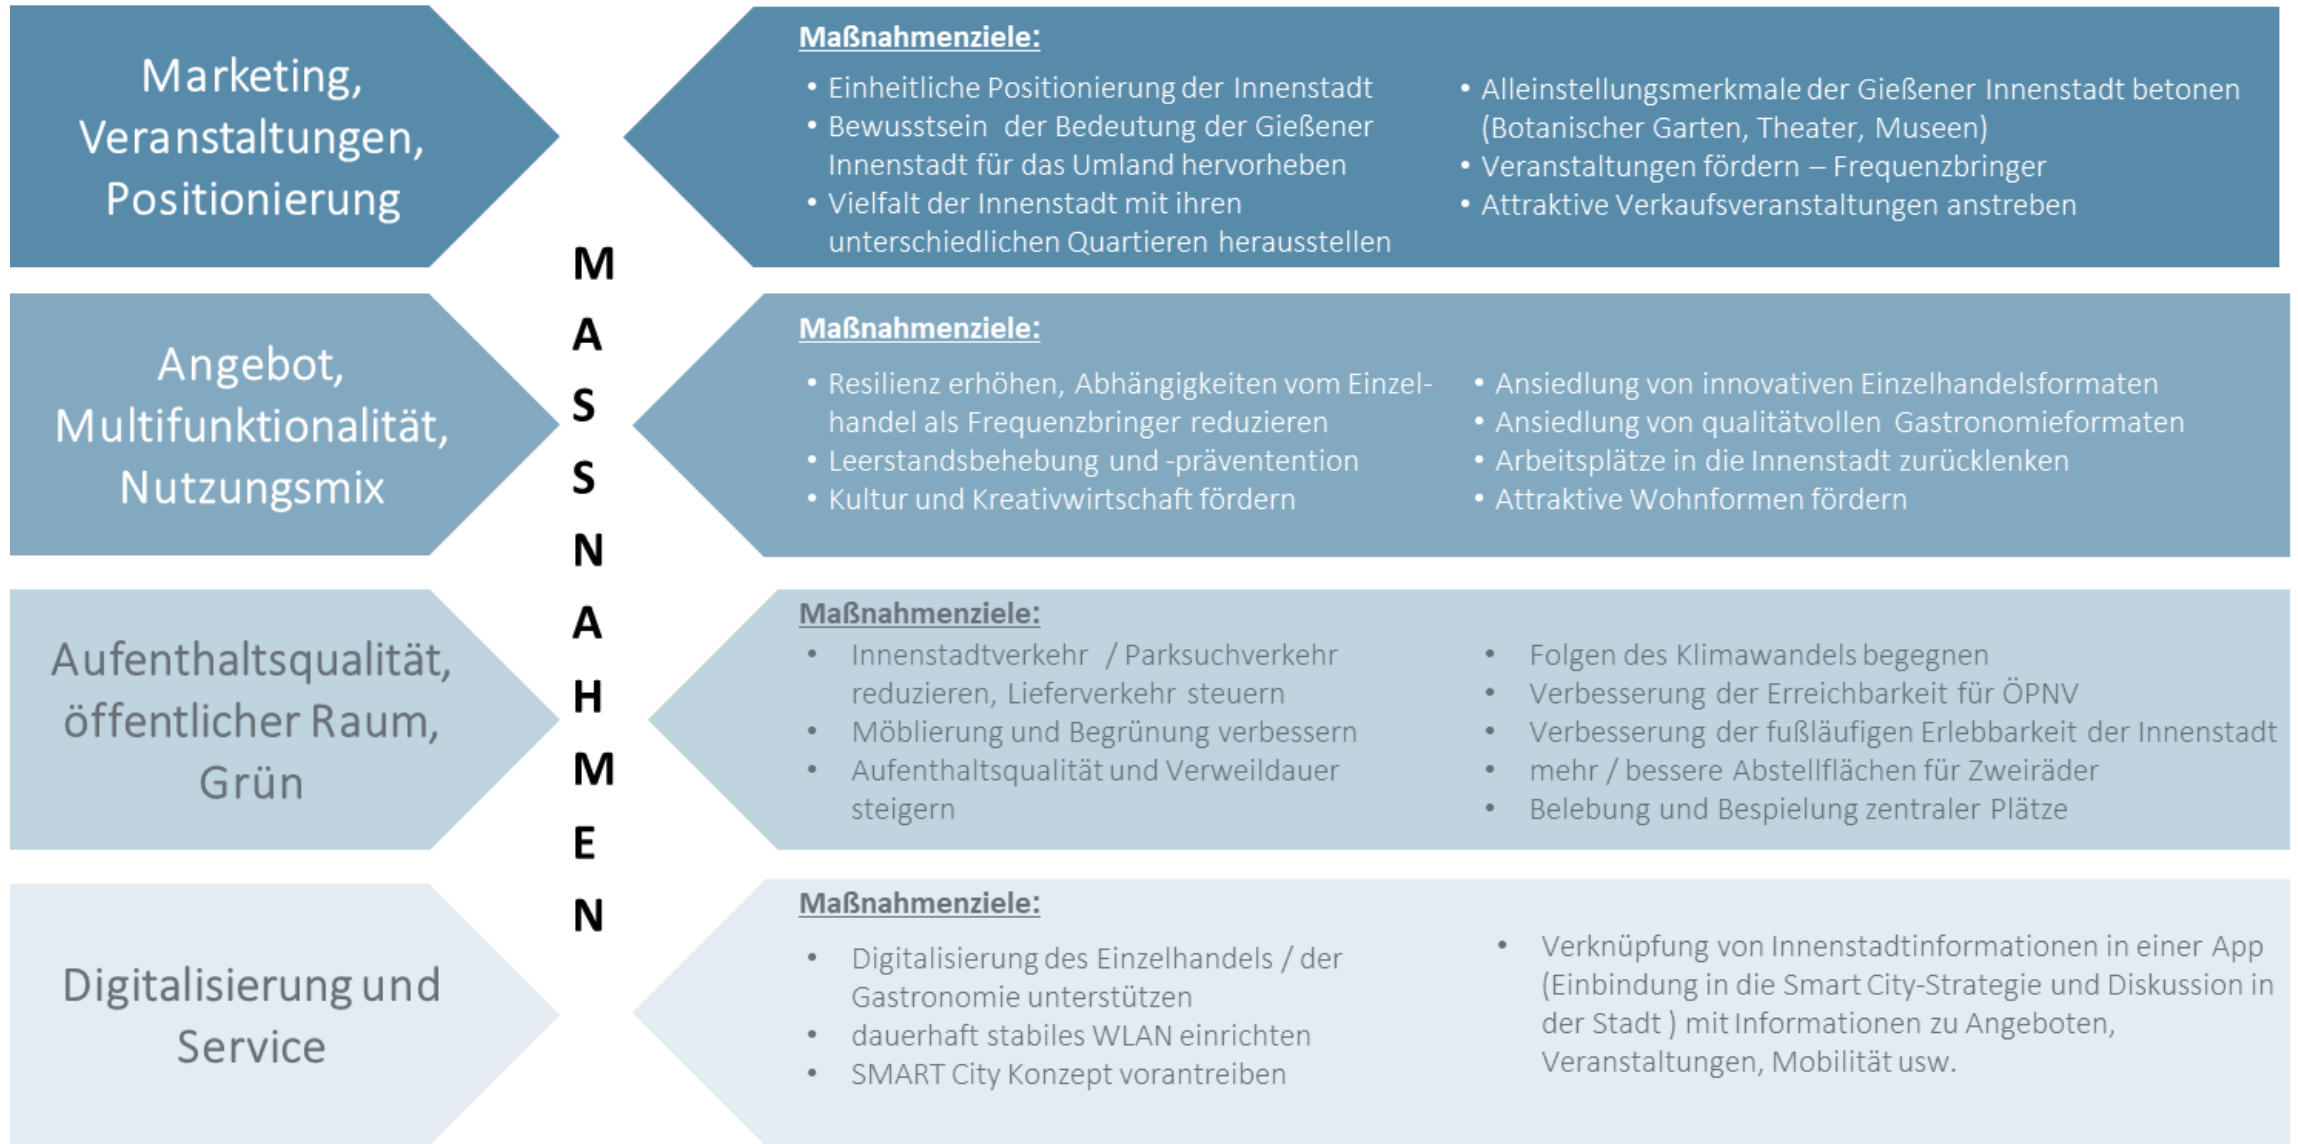 Marketing,
Veranstaltungen,
Positionierung
Maßnahmenziele:
• Einheitliche Positionierung der Innenstadt
• Bewusstsein der Bedeutung der Gießener
Innenstadt für das Umland hervorheben
• Vielfalt der Innenstadt mit ihren
unterschiedlichen Quartieren herausstellen
• Alleinstellungsmerkmale der Gießener Innenstadt betonen
(Botanischer Garten, Theater, Museen)
• Veranstaltungen fördern – Frequenzbringer
• Attraktive Verkaufsveranstaltungen anstreben
M
A
S
S
N
A
H
M
E
N
Angebot,
Multifunktionalität,
Nutzungsmix
Maßnahmenziele:
• Resilienz erhöhen, Abhängigkeiten vom Einzel-
handel als Frequenzbringer reduzieren
• Leerstandsbehebung und -präventention
• Kultur und Kreativwirtschaft fördern
• Ansiedlung von innovativen Einzelhandelsformaten
• Ansiedlung von qualitätvollen Gastronomieformaten
• Arbeitsplätze in die Innenstadt zurücklenken
• Attraktive Wohnformen fördern
Aufenthaltsqualität,
öffentlicher Raum,
Grün
Maßnahmenziele:
• Innenstadtverkehr / Parksuchverkehr
reduzieren, Lieferverkehr steuern
• Möblierung und Begrünung verbessern
• Aufenthaltsqualität und Verweildauer
steigern
• Folgen des Klimawandels begegnen
• Verbesserung der Erreichbarkeit für ÖPNV
• Verbesserung der fußläufigen Erlebbarkeit der Innenstadt
• mehr / bessere Abstellflächen für Zweiräder
• Belebung und Bespielung zentraler Plätze
Digitalisierung und
Service
Maßnahmenziele:
• Digitalisierung des Einzelhandels / der
Gastronomie unterstützen
• dauerhaft stabiles WLAN einrichten
• SMART City Konzept vorantreiben
• Verknüpfung von Innenstadtinformationen in einer App
(Einbindung in die Smart City-Strategie und Diskussion in
der Stadt ) mit Informationen zu Angeboten,
Veranstaltungen, Mobilität usw.